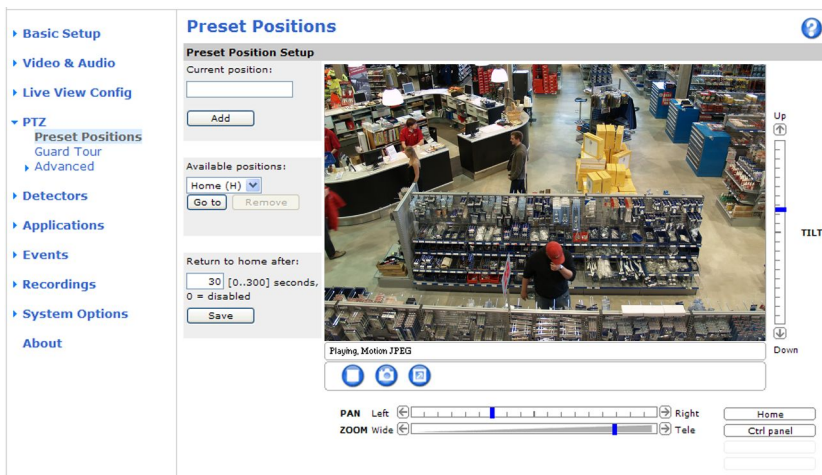 Basic Setup
Video & Audio
Live View Config
PTZ
Preset Positions
Guard Tour
Advanced
Detectors
Applications
Events
Recordings
System Options
About
Preset Positions
?
Preset Position Setup
Current position:
Add
Available positions:
Home (H)
Go to
Remove
Return to home after:
30 [0..300] seconds,
0 = disabled
Save
Up
TILT
Down
Playing, Motion JPEG
PAN Left
Right
Home
ZOOM Wide
Tele
Ctrl panel